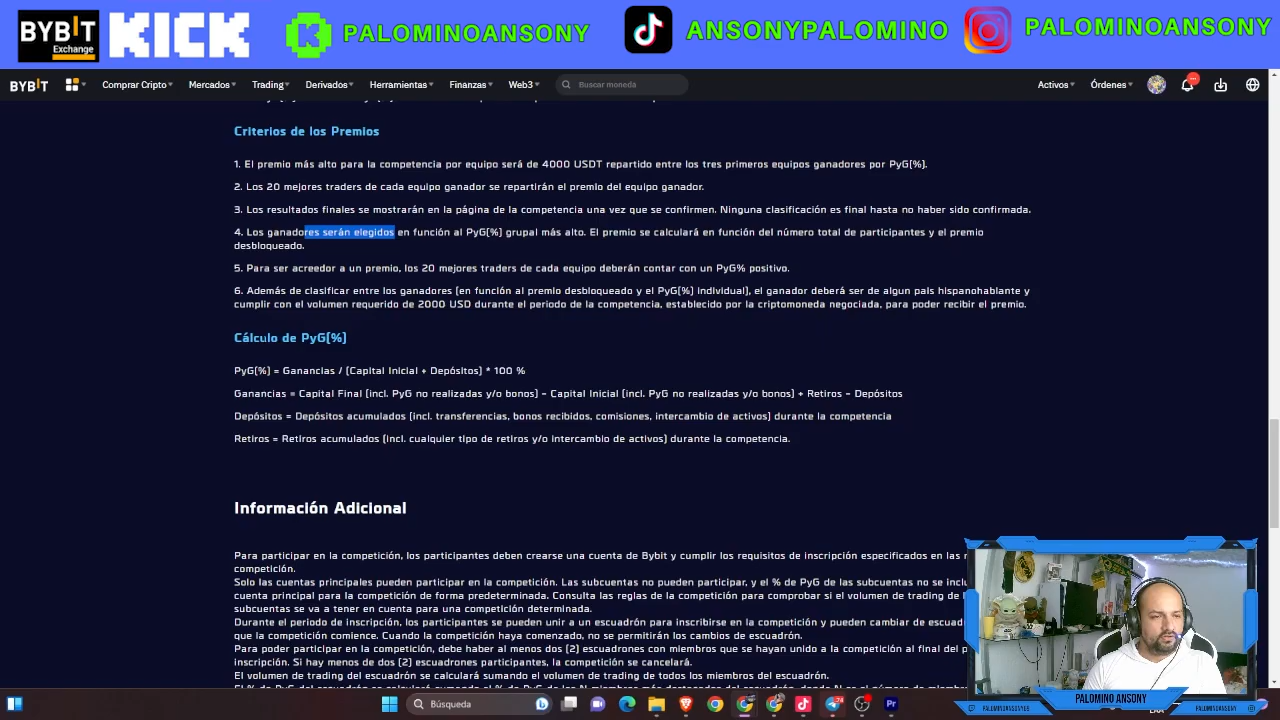 BYBIT
Exchange
KICK
PALOMINOANSONY
ANSONYPALOMINO
PALOMINOANSONY
BYBIT
Comprar Cripto
Mercados
Trading
Derivados
Herramientas
Finanzas
Web3
Buscar moneda
Activos
Órdenes
Criterios de los Premios
1. El premio más alto para la competencia por equipo será de 4000 USDT repartido entre los tres primeros equipos ganadores por PyG(%).
2. Los 20 mejores traders de cada equipo ganador se repartirán el premio del equipo ganador.
3. Los resultados finales se mostrarán en la página de la competencia una vez que se confirmen. Ninguna clasificación es final hasta no haber sido confirmada.
4. Los ganadores serán elegidos en función al PyG(%) grupal más alto. El premio se calculará en función del número total de participantes y el premio
desbloqueado.
5. Para ser acreedor a un premio, los 20 mejores traders de cada equipo deberán contar con un PyG% positivo.
6. Además de clasificar entre los ganadores (en función al premio desbloqueado y el PyG(%) individual), el ganador deberá ser de algun país hispanohablante y
cumplir con el volumen requerido de 2000 USD durante el periodo de la competencia, establecido por la criptomoneda negociada, para poder recibir el premio.
Cálculo de PyG(%)
PyG(%) = Ganancias / (Capital Inicial + Depósitos) * 100 %
Ganancias = Capital Final (incl. PyG no realizadas y/o bonos) - Capital Inicial (incl. PyG no realizadas y/o bonos) + Retiros - Depósitos
Depósitos = Depósitos acumulados (incl. transferencias, bonos recibidos, comisiones, intercambio de activos) durante la competencia
Retiros = Retiros acumulados (incl. cualquier tipo de retiros y/o intercambio de activos) durante la competencia.
Información Adicional
Para participar en la competición, los participantes deben crearse una cuenta de Bybit y cumplir los requisitos de inscripción especificados en las
competición.
Solo las cuentas principales pueden participar en la competición. Las subcuentas no pueden participar, y el % de PyG de las subcuentas no se
cuenta principal para la competición de forma predeterminada. Consulta las reglas de la competición para comprobar si el volumen de trading de
subcuentas se va a tener en cuenta para una competición determinada.
Durante el periodo de inscripción, los participantes se pueden unir a un escuadrón para inscribirse en la competición y pueden cambiar de
que la competición comience. Cuando la competición haya comenzado, no se permitirán los cambios de escuadrón.
Para poder participar en la competición, debe haber al menos dos (2) escuadrones con miembros que se hayan unido a la competición al final del
inscripción. Si hay menos de dos (2) escuadrones participantes, la competición se cancelará.
El volumen de trading del escuadrón se calculará sumando el volumen de trading de todos los miembros del escuadrón.
PALOMINO ANSONY
Búsqueda